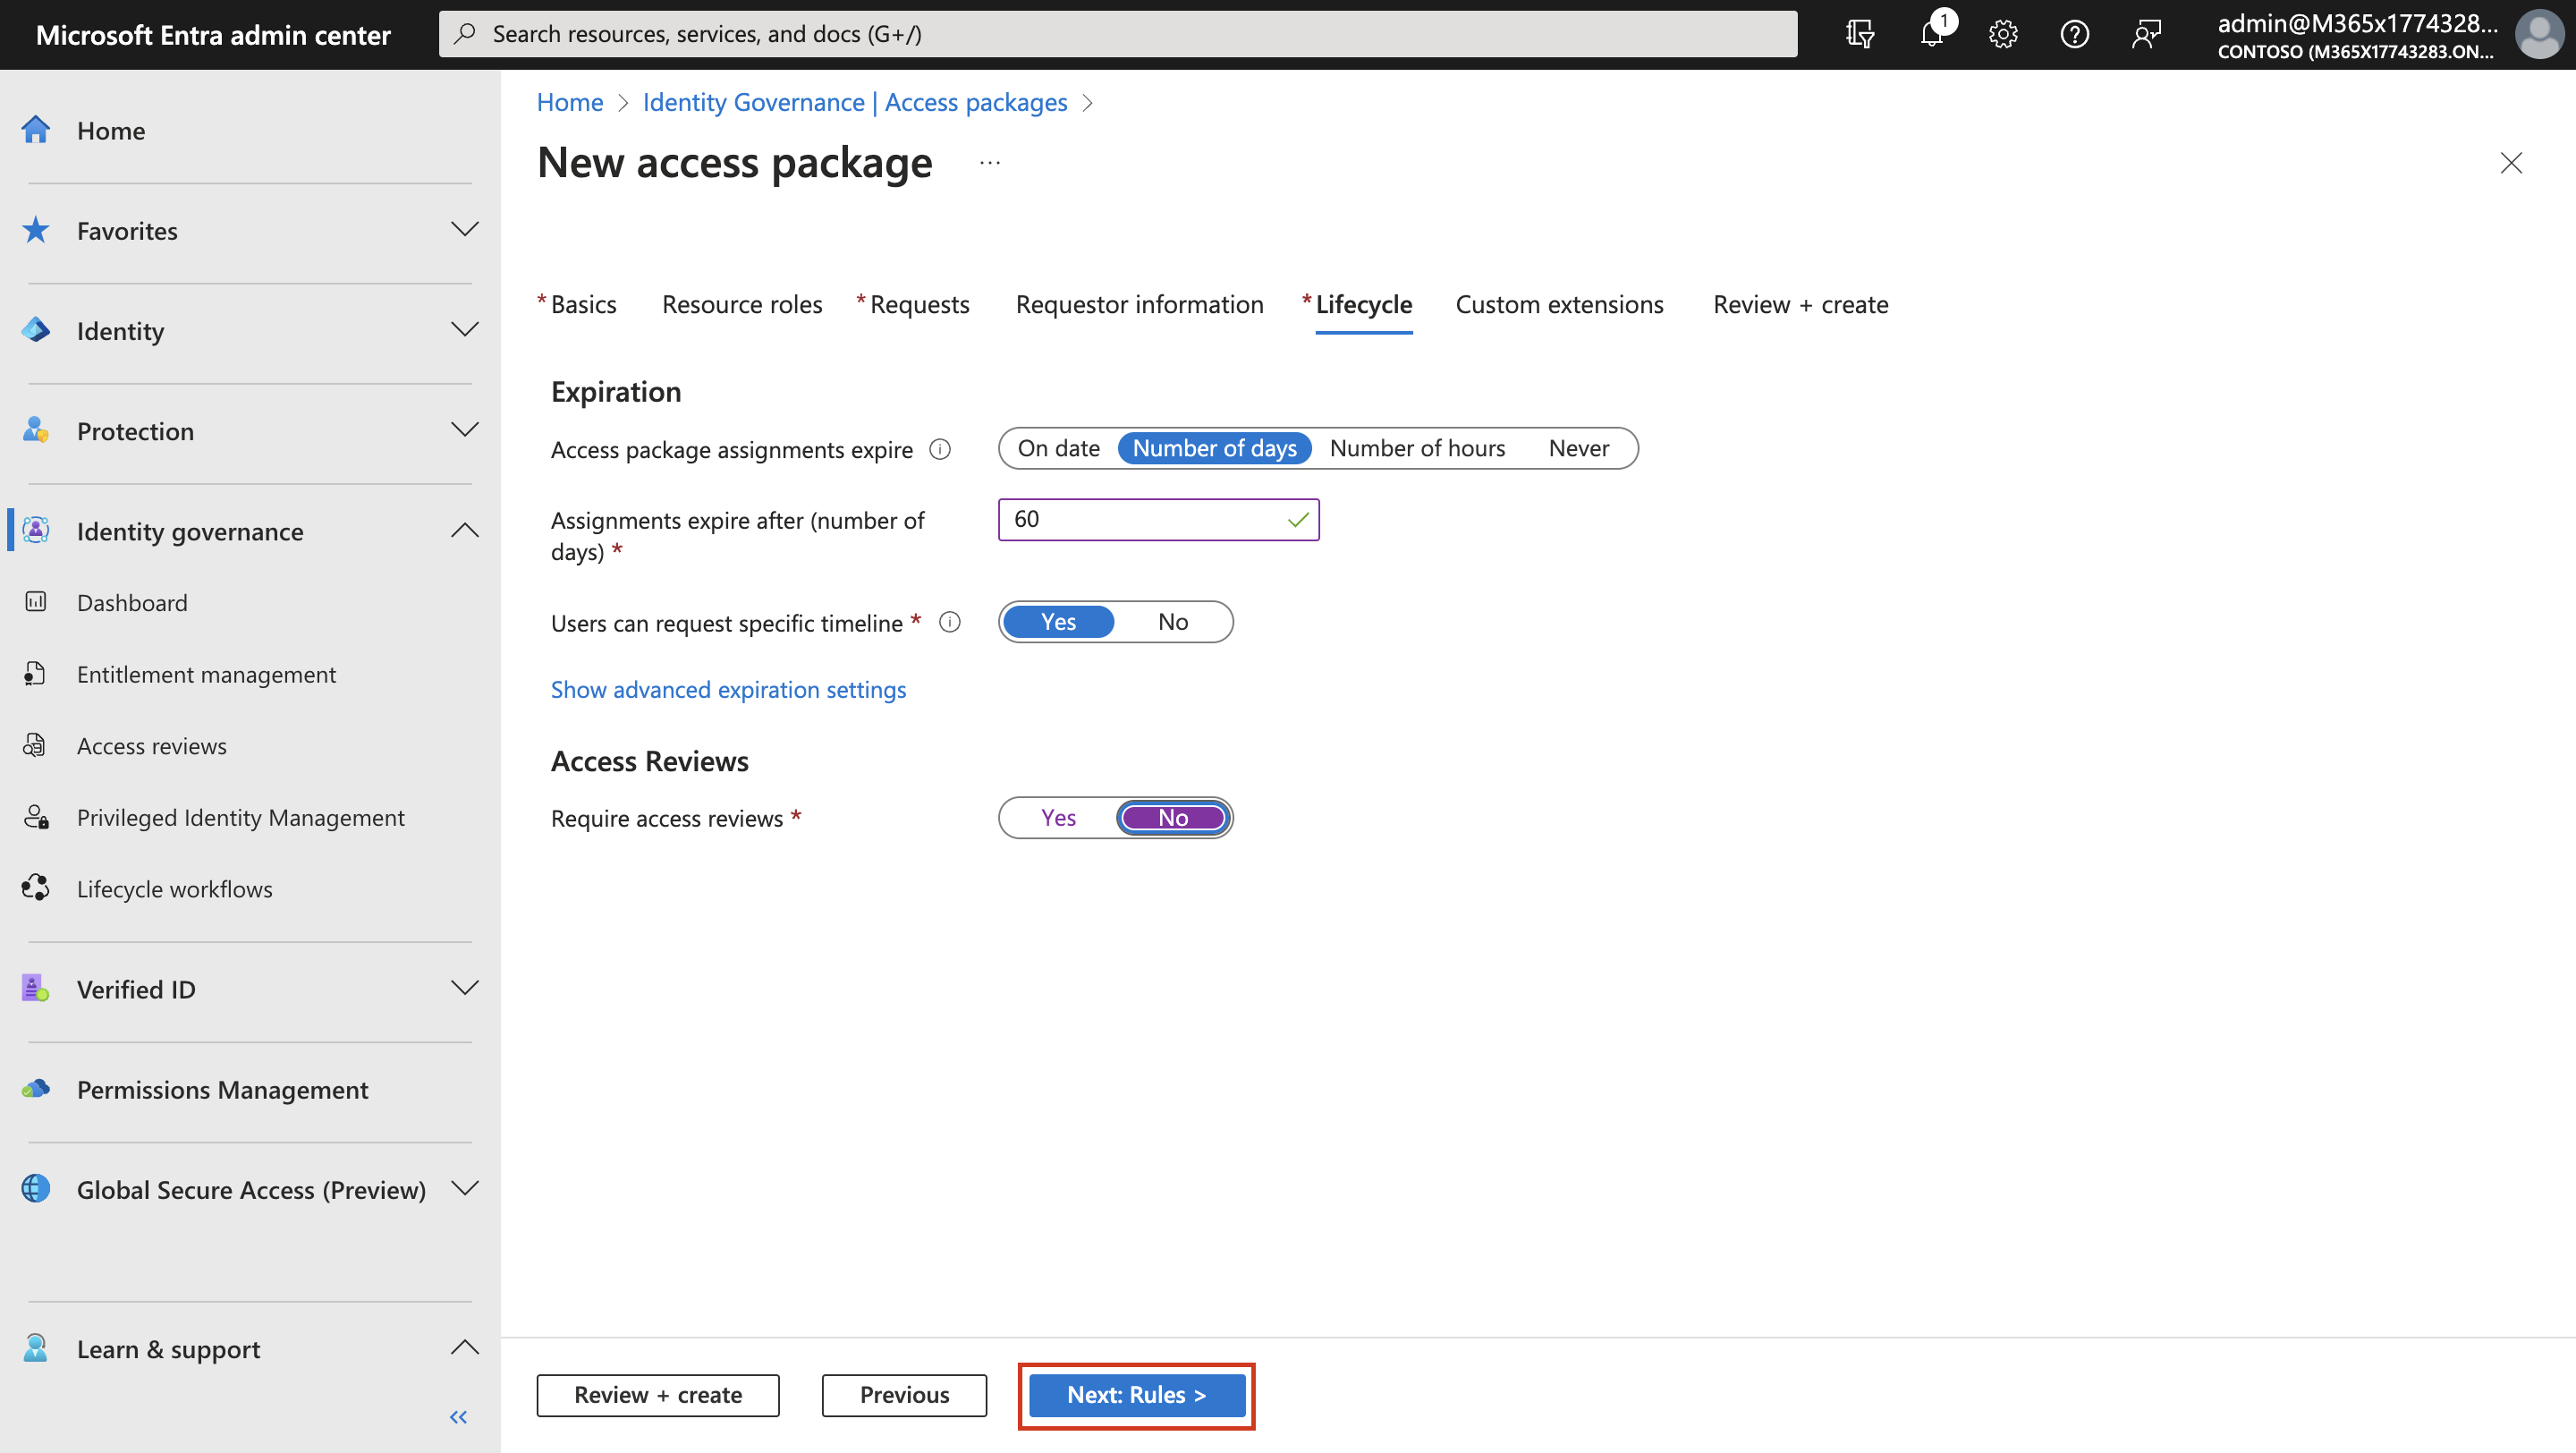 Microsoft Entra admin center
Search resources, services, and docs (G+/)
1
admin@M365x1774328...
CONTOSO (M365X17743283.ON...
Home
Favorites
Identity
Protection
Identity governance
Dashboard
Entitlement management
Access reviews
Privileged Identity Management
Lifecycle workflows
Verified ID
Permissions Management
Global Secure Access (Preview)
Learn & support
Home > Identity Governance | Access packages >
New access package ...
* Basics Resource roles * Requests Requestor information * Lifecycle Custom extensions Review + create
Expiration
Access package assignments expire On date Number of days Number of hours Never
Assignments expire after (number of
days) *
60
Users can request specific timeline * Yes No
Show advanced expiration settings
Access Reviews
Require access reviews * Yes No
Review + create Previous Next: Rules >